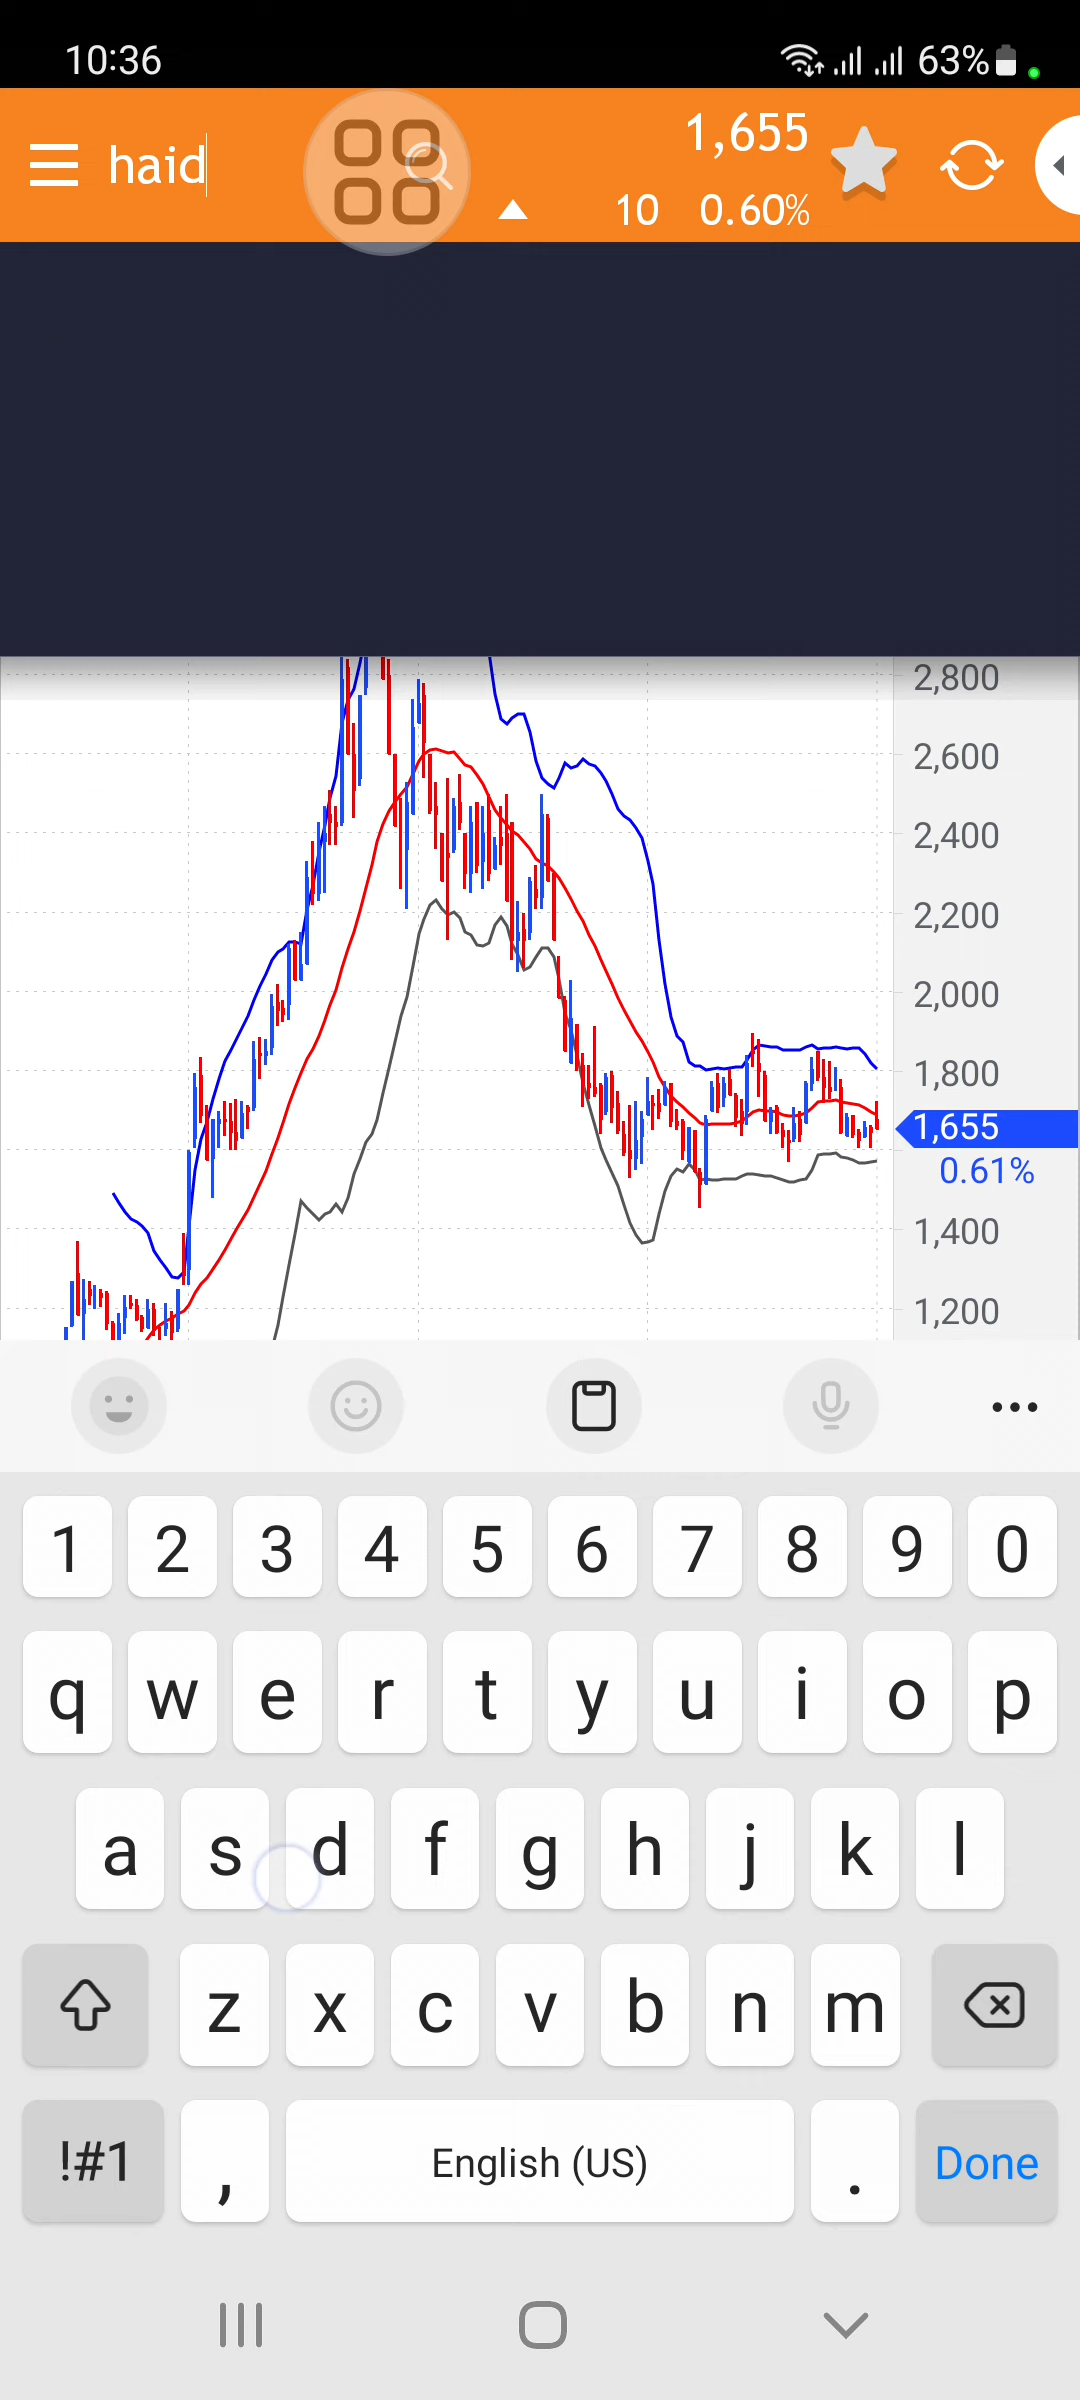 10:36 63%
haid 1,655
10 0.60%
2,800
2,600
2,400
2,200
2,000
1,800
1,655
0.61%
1,400
1,200
1 2 3 4 5 6 7 8 9 0
q w e r t y u i o p
a s d f g h j k l
z x c v b n m
!#1 , English (US) . Done